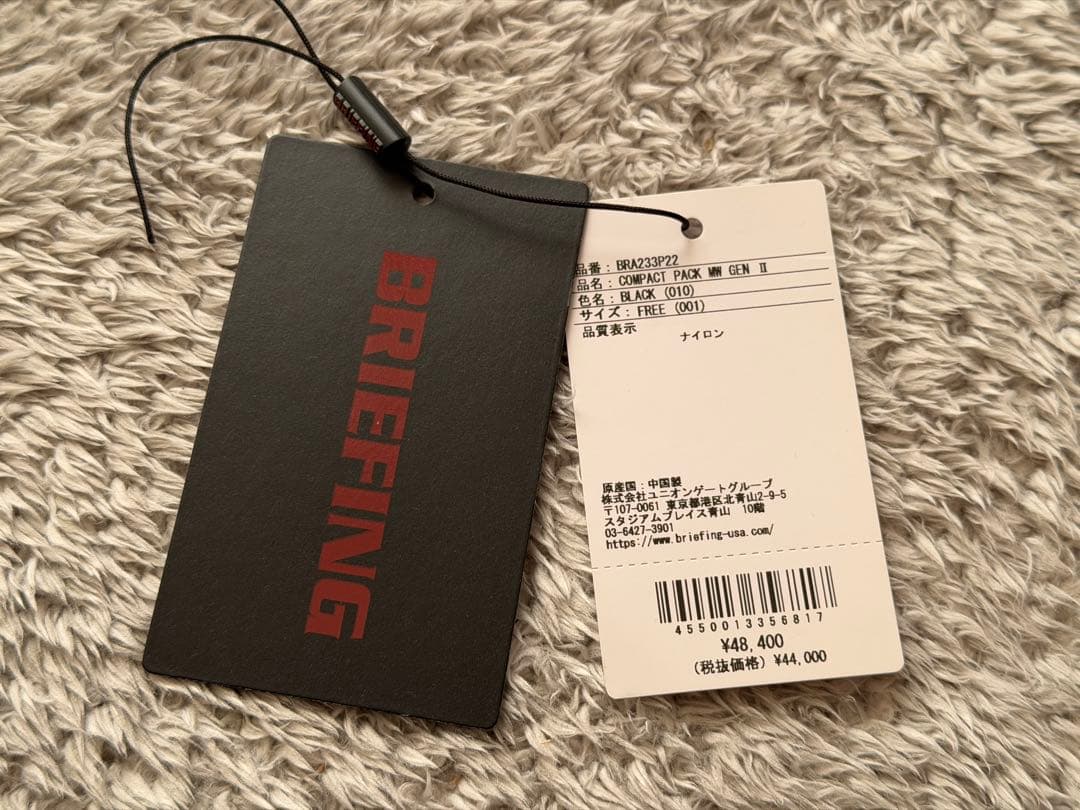 BRIEFING
品番：BRA233P22
品名：COMPACT PACK MW GEN Ⅱ
色名：BLACK (010)
サイズ：FREE (001)
品質表示 ナイロン
原産国：中国製
株式会社ユニオンゲートグループ
〒107-0061 東京都港区北青山2-9-5
スタジアムプレイス青山 10階
03-6427-3901
https://www.briefing-usa.com/
4550013356817
¥48,400
(税抜価格) ¥44,000